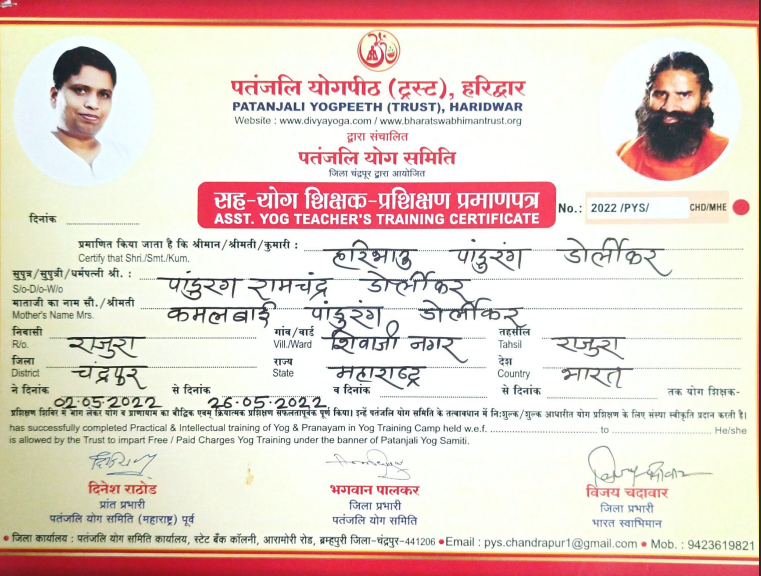 पतंजलि योगपीठ (ट्रस्ट), हरिद्वार
PATANJALI YOGPEETH (TRUST), HARIDWAR
Website : www.divyayoga.com / www.bharatswabhimantrust.org
द्वारा संचालित
पतंजलि योग समिति
जिला चंद्रपूर द्वारा आयोजित
सह-योग शिक्षक-प्रशिक्षण प्रमाणपत्र
ASST. YOG TEACHER'S TRAINING CERTIFICATE
No.: 2022 /PYS/ CHD/MHE
दिनांक
प्रमाणित किया जाता है कि श्रीमान/श्रीमती/कुमारी : हरिभाऊ पांडुरंग डोर्लीकर
Certify that Shri./Smt./Kum.
सुपुत्र/सुपुत्री/धर्मपत्नी श्री. : पांडुरंग रामचंद्र डोर्लीकर
S/o-D/o-W/o
माताजी का नाम सौ./श्रीमती कमलबाई पांडुरंग डोर्लीकर
Mother's Name Mrs.
निवासी राजुरा गांव/वार्ड शिवाजी नगर तहसील राजुरा
R/o. Vill./Ward Tahsil
जिला चंद्रपुर राज्य महाराष्ट्र देश भारत
District State Country
ने दिनांक 02.05.2022 से दिनांक 26.05.2022 व दिनांक से दिनांक तक योग शिक्षक-
प्रशिक्षण शिविर में भाग लेकर योग व प्राणायाम का बौद्धिक एवम् क्रियात्मक प्रशिक्षण सफलतापूर्वक पूर्ण किया। इन्हें पतंजलि योग समिति के तत्वावधान में नि:शुल्क/शुल्क आधारीत योग प्रशिक्षण के लिए संस्था स्वीकृति प्रदान करती है।
has successfully completed Practical & Intellectual training of Yog & Pranayam in Yog Training Camp held w.e.f. to He/she
is allowed by the Trust to impart Free / Paid Charges Yog Training under the banner of Patanjali Yog Samiti.
दिनेश राठोड भगवान पालकर विजय चंदावार
प्रांत प्रभारी जिला प्रभारी जिला प्रभारी
पतंजलि योग समिति (महाराष्ट्र) पूर्व पतंजलि योग समिति भारत स्वाभिमान
• जिला कार्यालय : पतंजलि योग समिति कार्यालय, स्टेट बँक कॉलनी, आरामोरी रोड, ब्रम्हपुरी जिला-चंद्रपूर-441206 • Email : pys.chandrapur1@gmail.com • Mob. : 9423619821